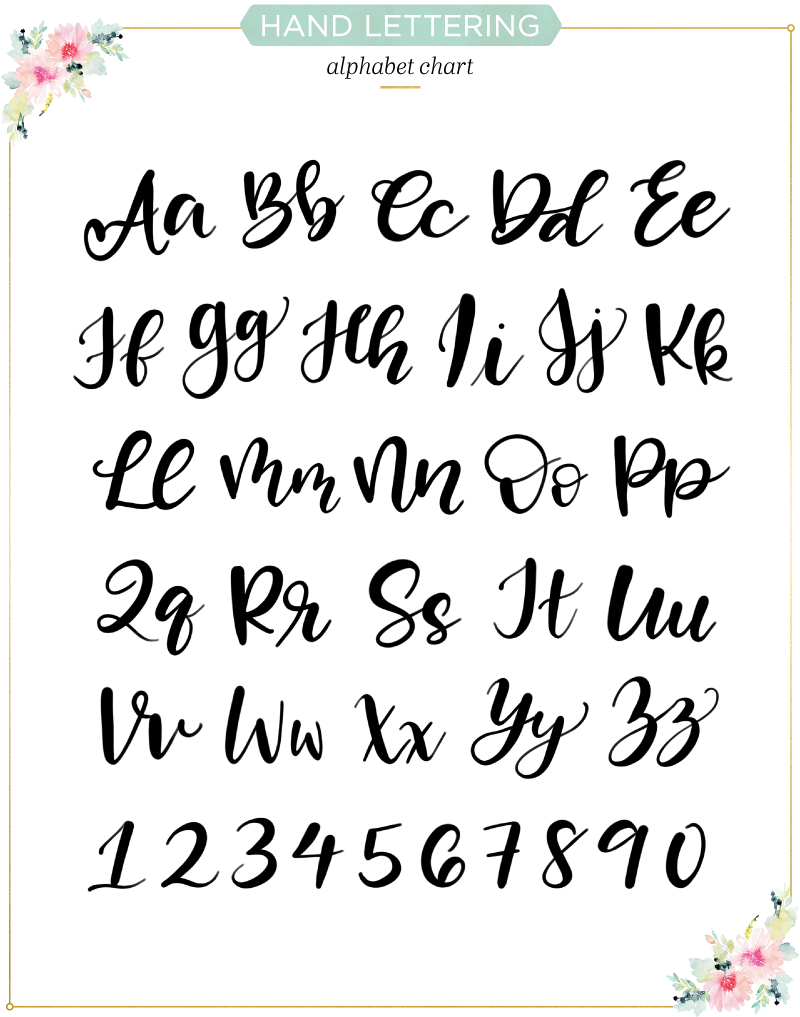 HAND LETTERING
alphabet chart
Aa Bb Cc Dd Ee
Ff Gg Hh Ii Jj Kk
Ll Mm Nn Oo Pp
Qq Rr Ss Tt Uu
Vv Ww Xx Yy Zz
1 2 3 4 5 6 7 8 9 0